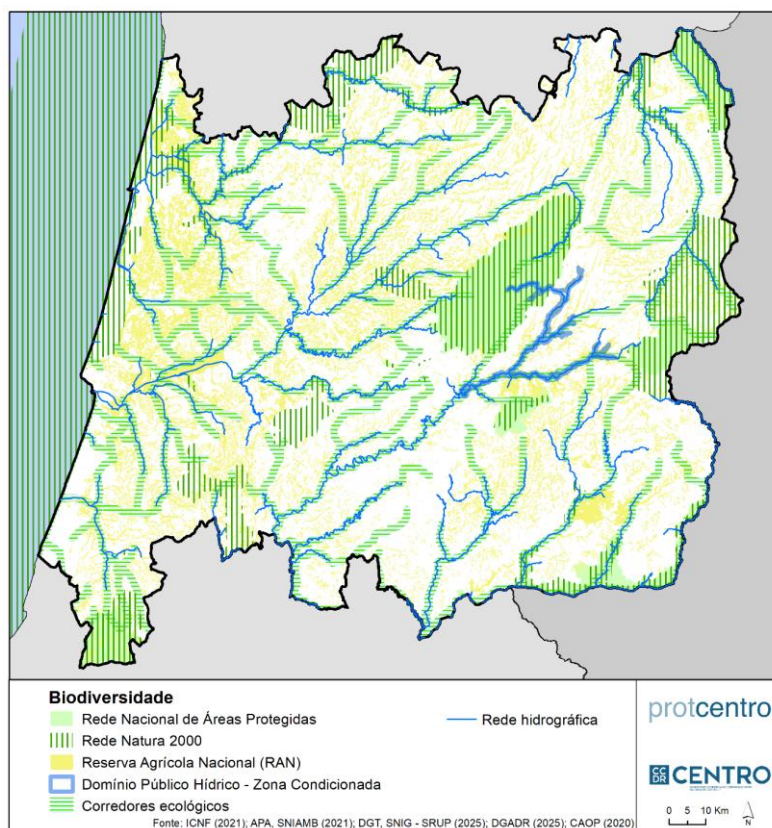 Biodiversidade
Rede Nacional de Áreas Protegidas
Rede Natura 2000
Reserva Agrícola Nacional (RAN)
Domínio Público Hídrico - Zona Condicionada
Corredores ecológicos
Rede hidrográfica
Fonte: ICNF (2021); APA, SNIAMB (2021); DGT, SNIG - SRUP (2025); DGADR (2025); CAOP (2020)
protcentro
CCDR CENTRO
0 5 10 Km
N